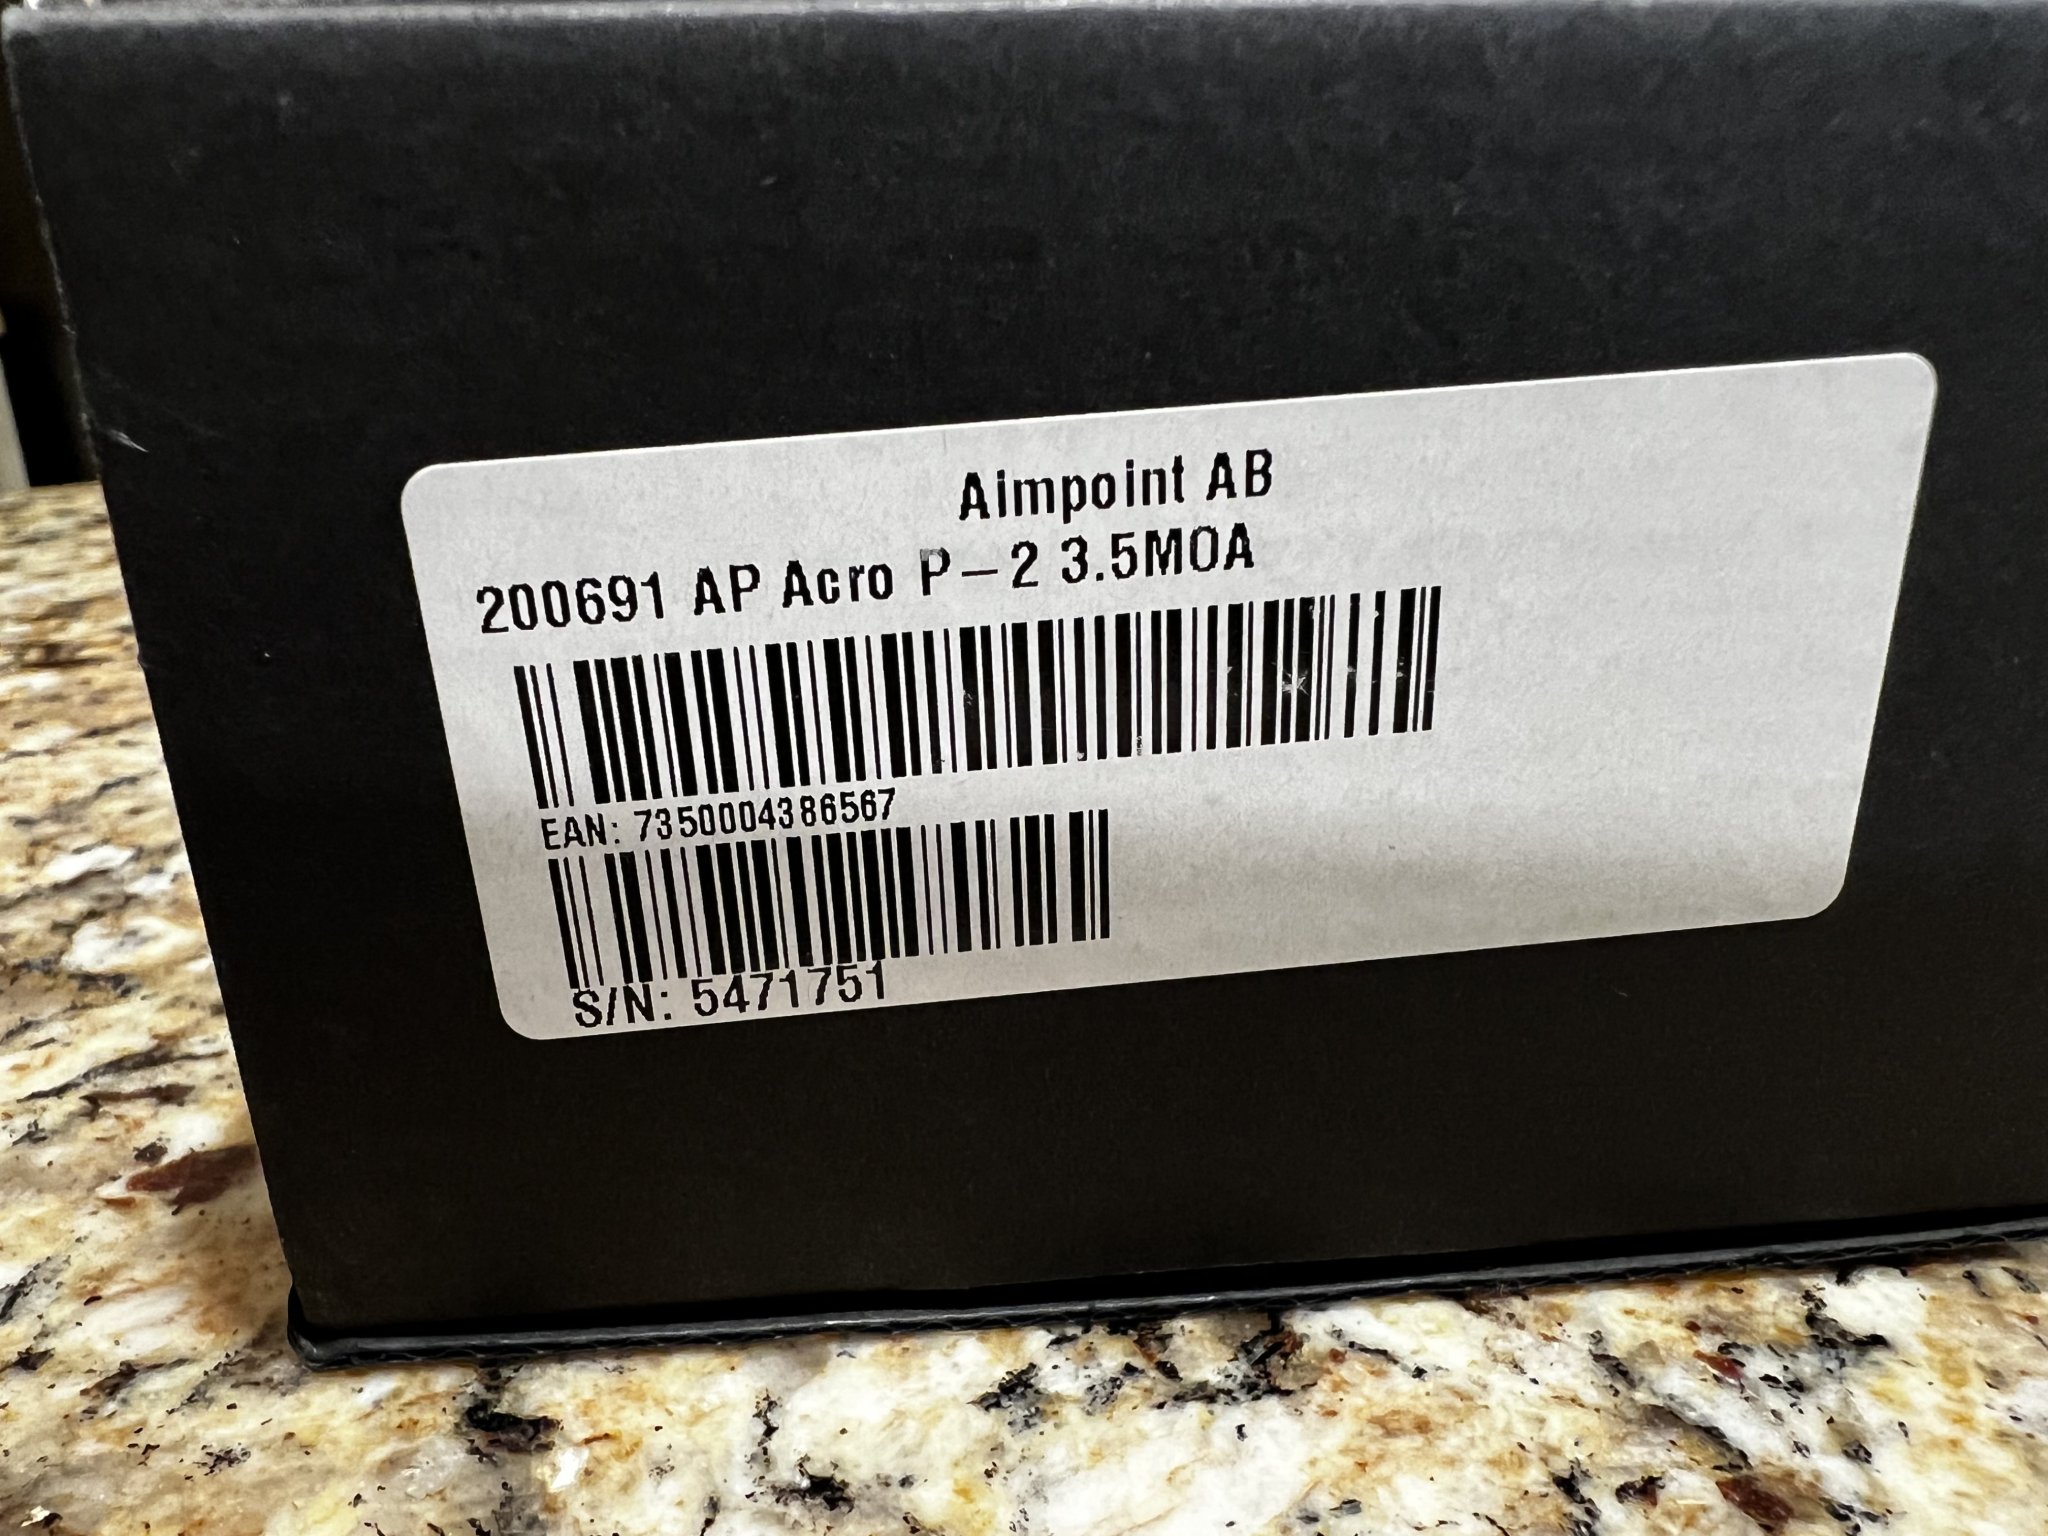 Aimpoint AB
200691 AP Acro P-2 3.5MOA
EAN: 7350004386567
S/N: 5471751